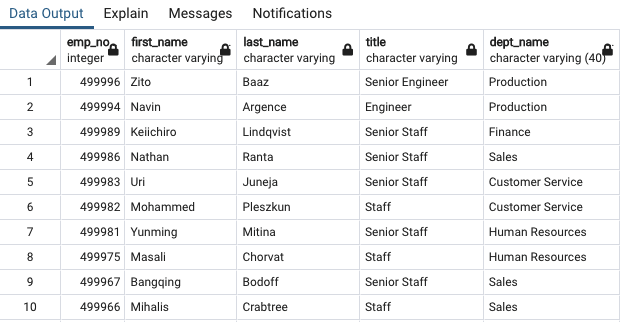 Data Output Explain Messages Notifications
emp_no first_name last_name title dept_name
integer character varying character varying character varying character varying (40)
1 499996 Zito Baaz Senior Engineer Production
2 499994 Navin Argence Engineer Production
3 499989 Keiichiro Lindqvist Senior Staff Finance
4 499986 Nathan Ranta Senior Staff Sales
5 499983 Uri Juneja Senior Staff Customer Service
6 499982 Mohammed Pleszkun Staff Customer Service
7 499981 Yunming Mitina Senior Staff Human Resources
8 499975 Masali Chorvat Staff Human Resources
9 499967 Bangqing Bodoff Senior Staff Sales
10 499966 Mihalis Crabtree Staff Sales